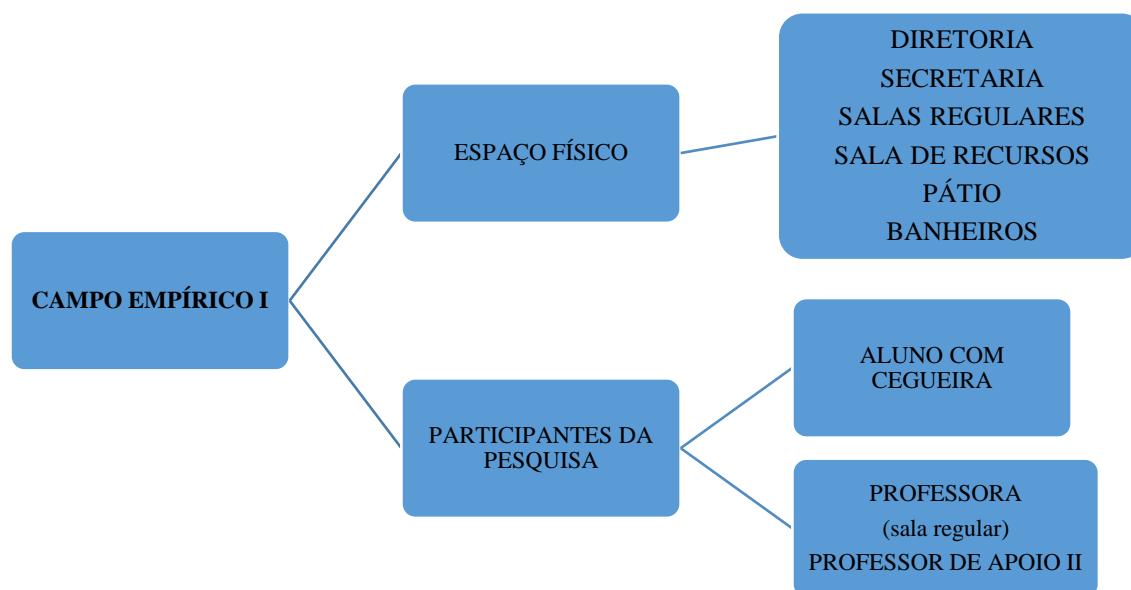 CAMPO EMPÍRICO I
ESPAÇO FÍSICO
DIRETORIA
SECRETARIA
SALAS REGULARES
SALA DE RECURSOS
PÁTIO
BANHEIROS
PARTICIPANTES DA
PESQUISA
ALUNO COM
CEGUEIRA
PROFESSORA
(sala regular)
PROFESSOR DE APOIO II